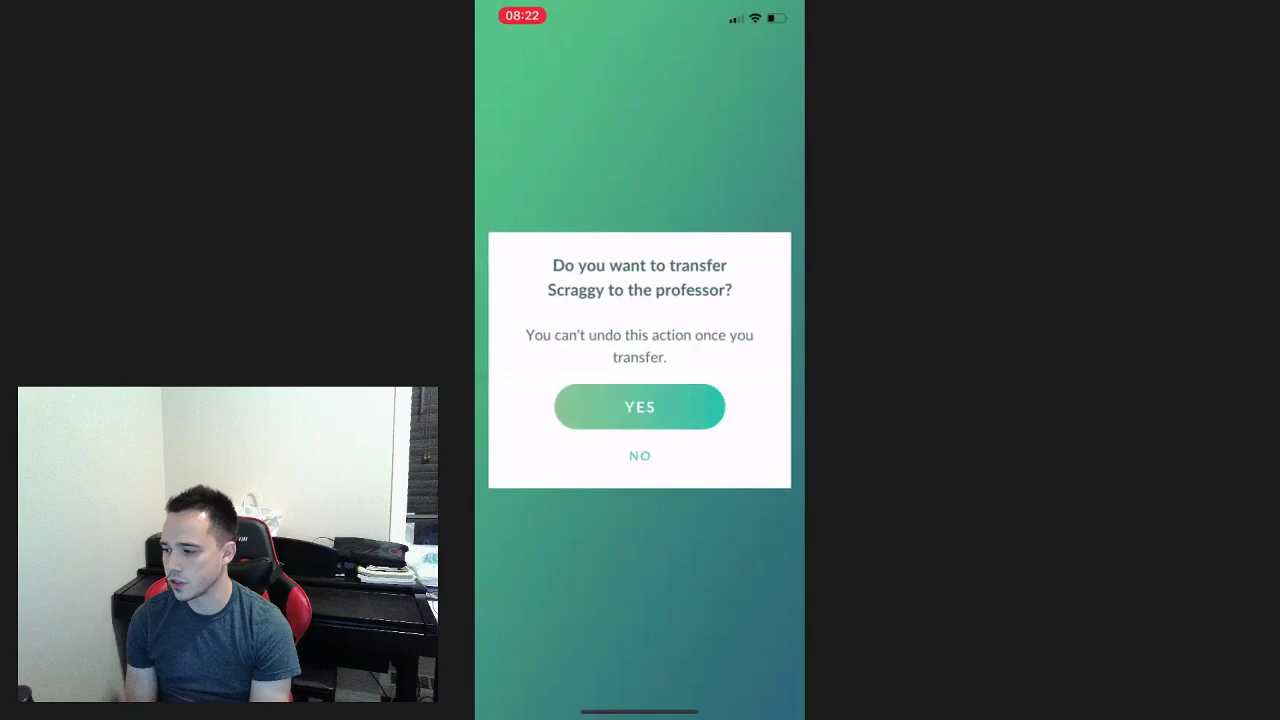 08:22
Do you want to transfer
Scraggy to the professor?
You can't undo this action once you
transfer.
YES
NO